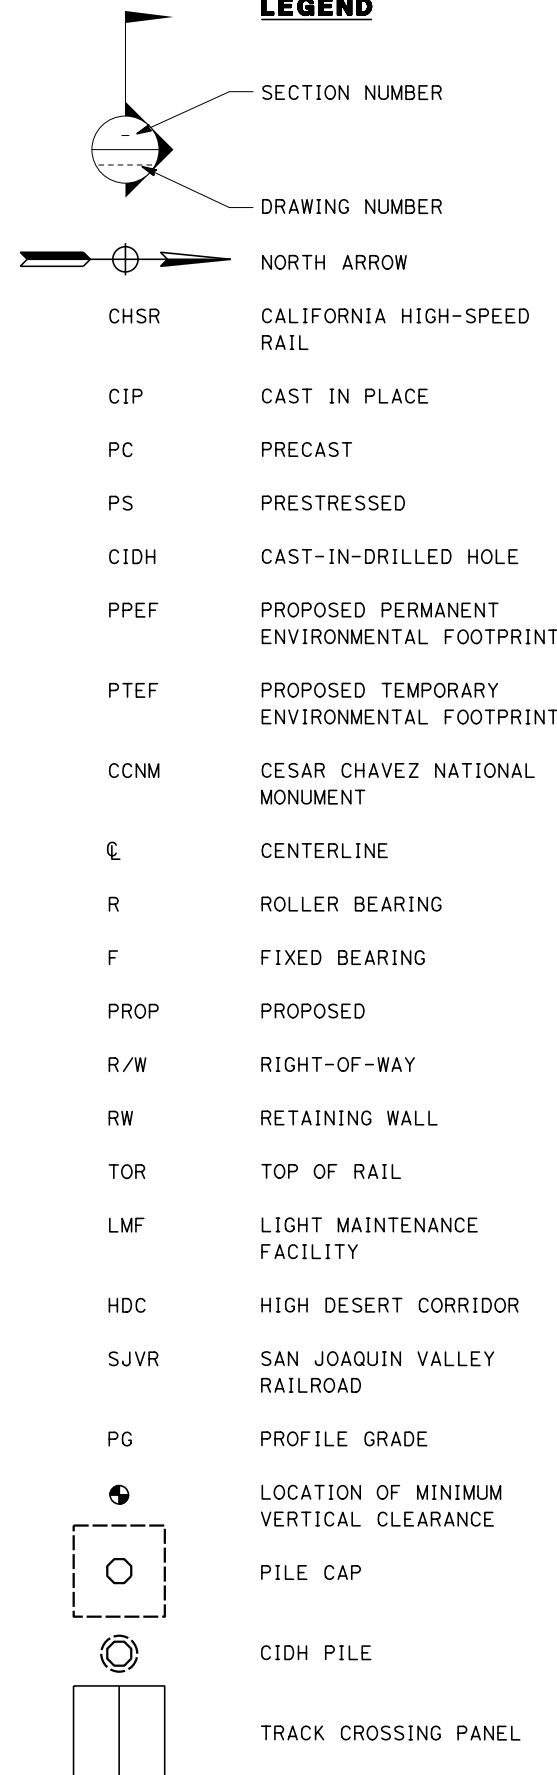 LEGEND
SECTION NUMBER
DRAWING NUMBER
NORTH ARROW
CHSR CALIFORNIA HIGH-SPEED
RAIL
CIP CAST IN PLACE
PC PRECAST
PS PRESTRESSED
CIDH CAST-IN-DRILLED HOLE
PPEF PROPOSED PERMANENT
ENVIRONMENTAL FOOTPRINT
PTEF PROPOSED TEMPORARY
ENVIRONMENTAL FOOTPRINT
CCNM CESAR CHAVEZ NATIONAL
MONUMENT
℄ CENTERLINE
R ROLLER BEARING
F FIXED BEARING
PROP PROPOSED
R/W RIGHT-OF-WAY
RW RETAINING WALL
TOR TOP OF RAIL
LMF LIGHT MAINTENANCE
FACILITY
HDC HIGH DESERT CORRIDOR
SJVR SAN JOAQUIN VALLEY
RAILROAD
PG PROFILE GRADE
LOCATION OF MINIMUM
VERTICAL CLEARANCE
PILE CAP
CIDH PILE
TRACK CROSSING PANEL